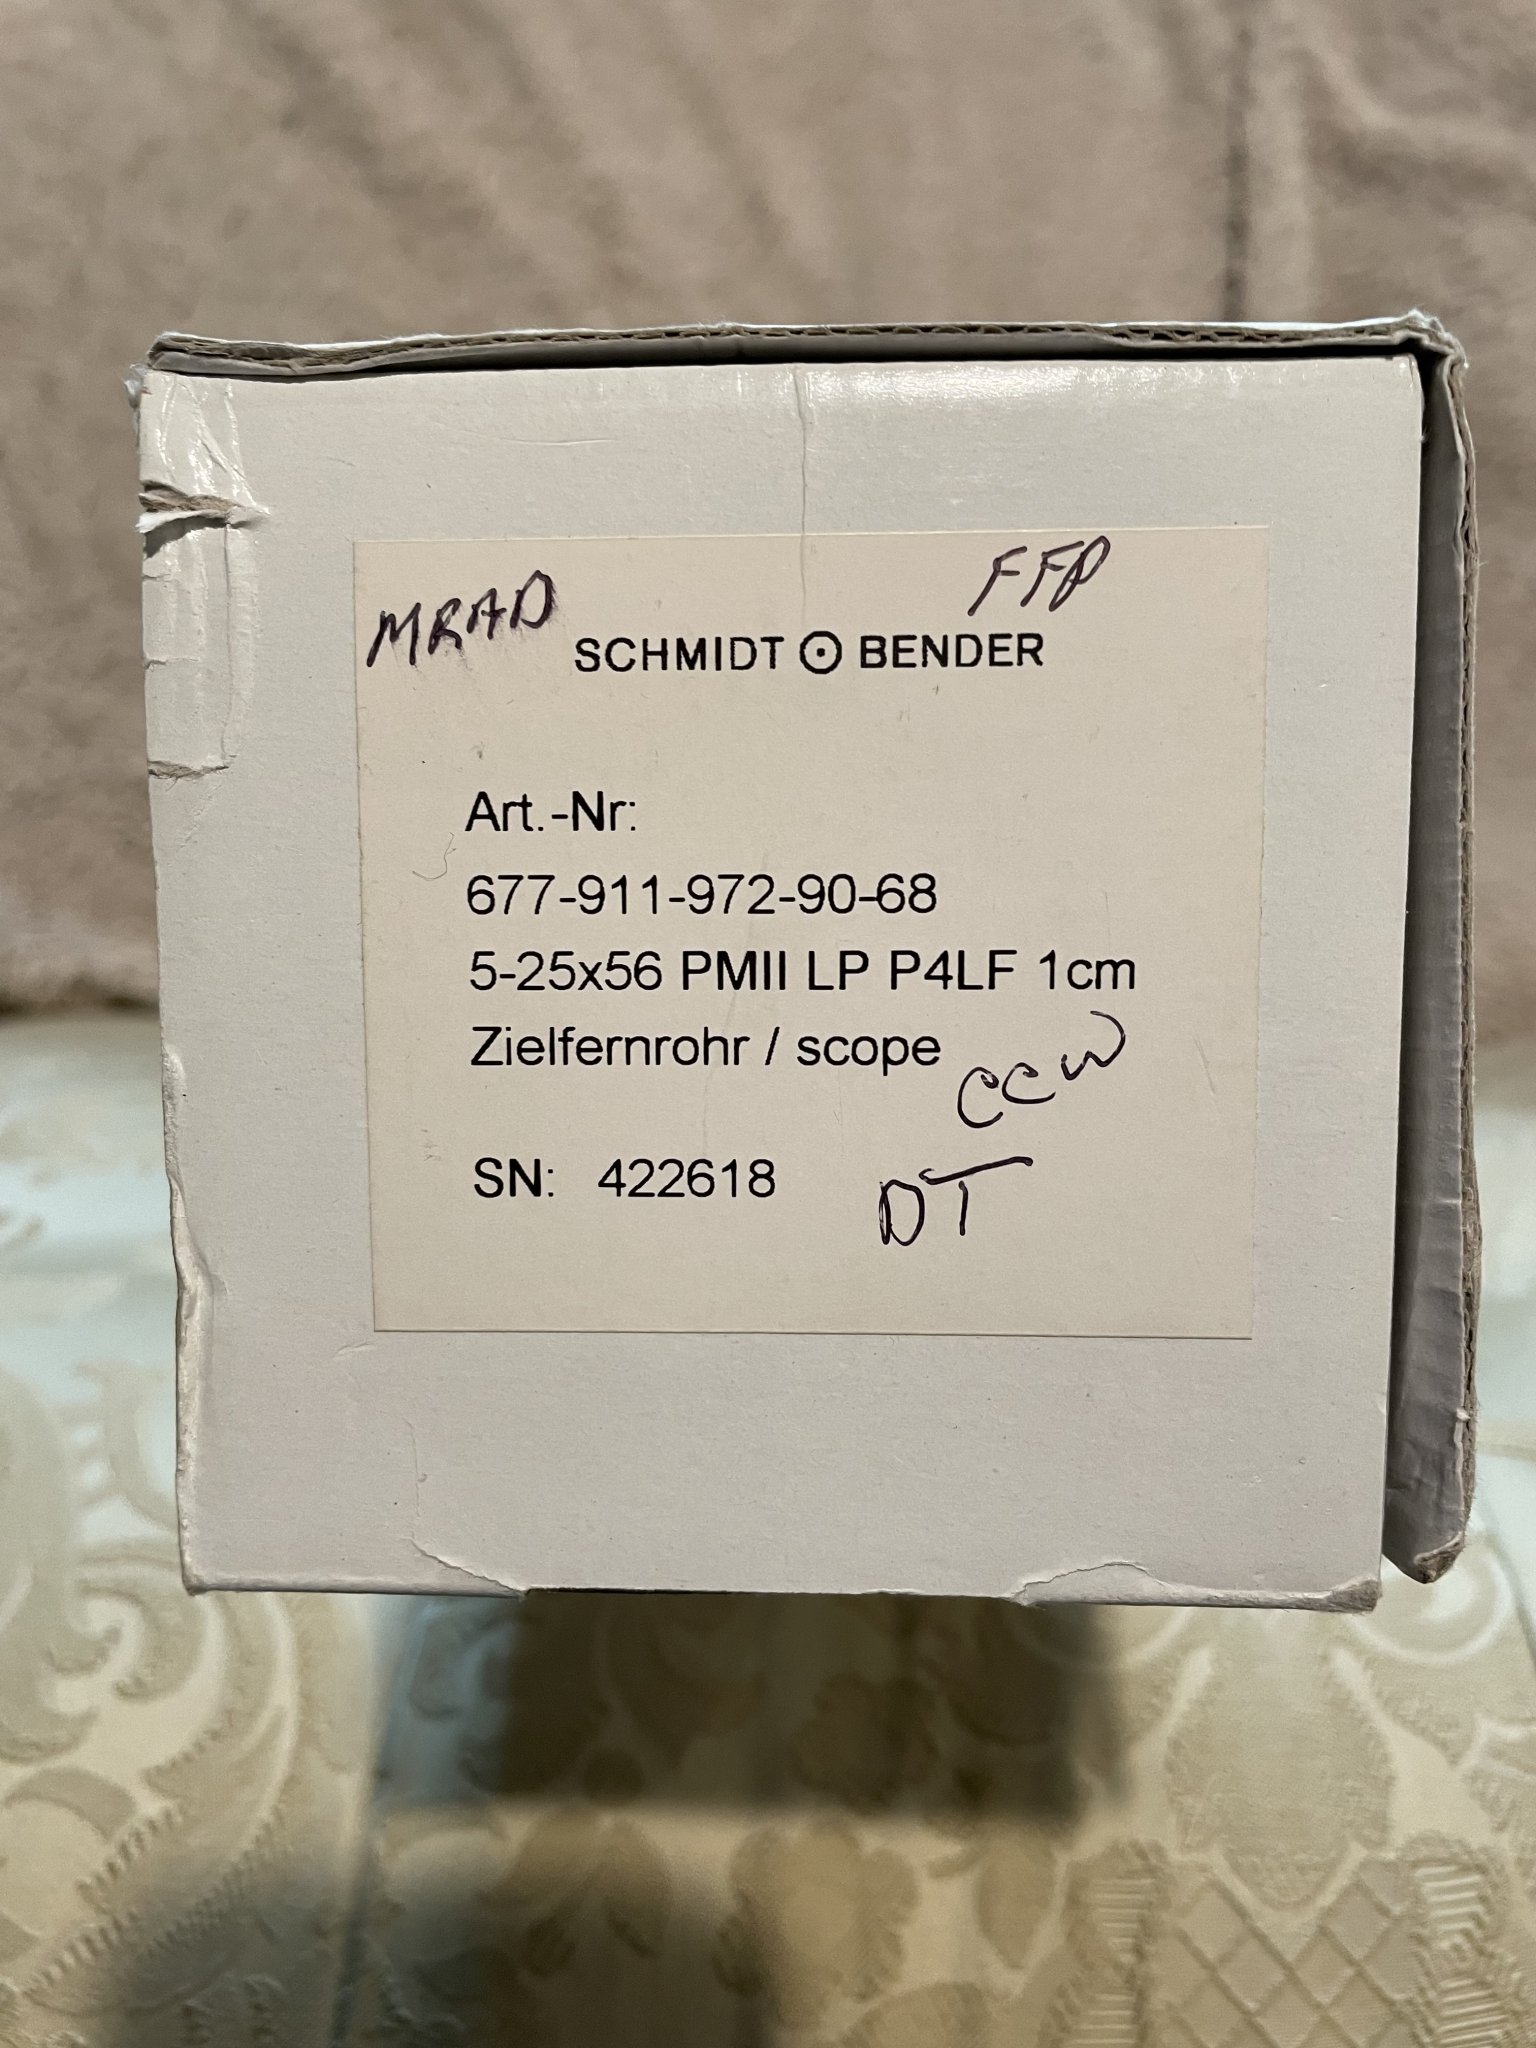 MRAD
FFP
SCHMIDT BENDER
Art.-Nr:
677-911-972-90-68
5-25x56 PMII LP P4LF 1cm
Zielfernrohr / scope
CCW
SN: 422618
DT